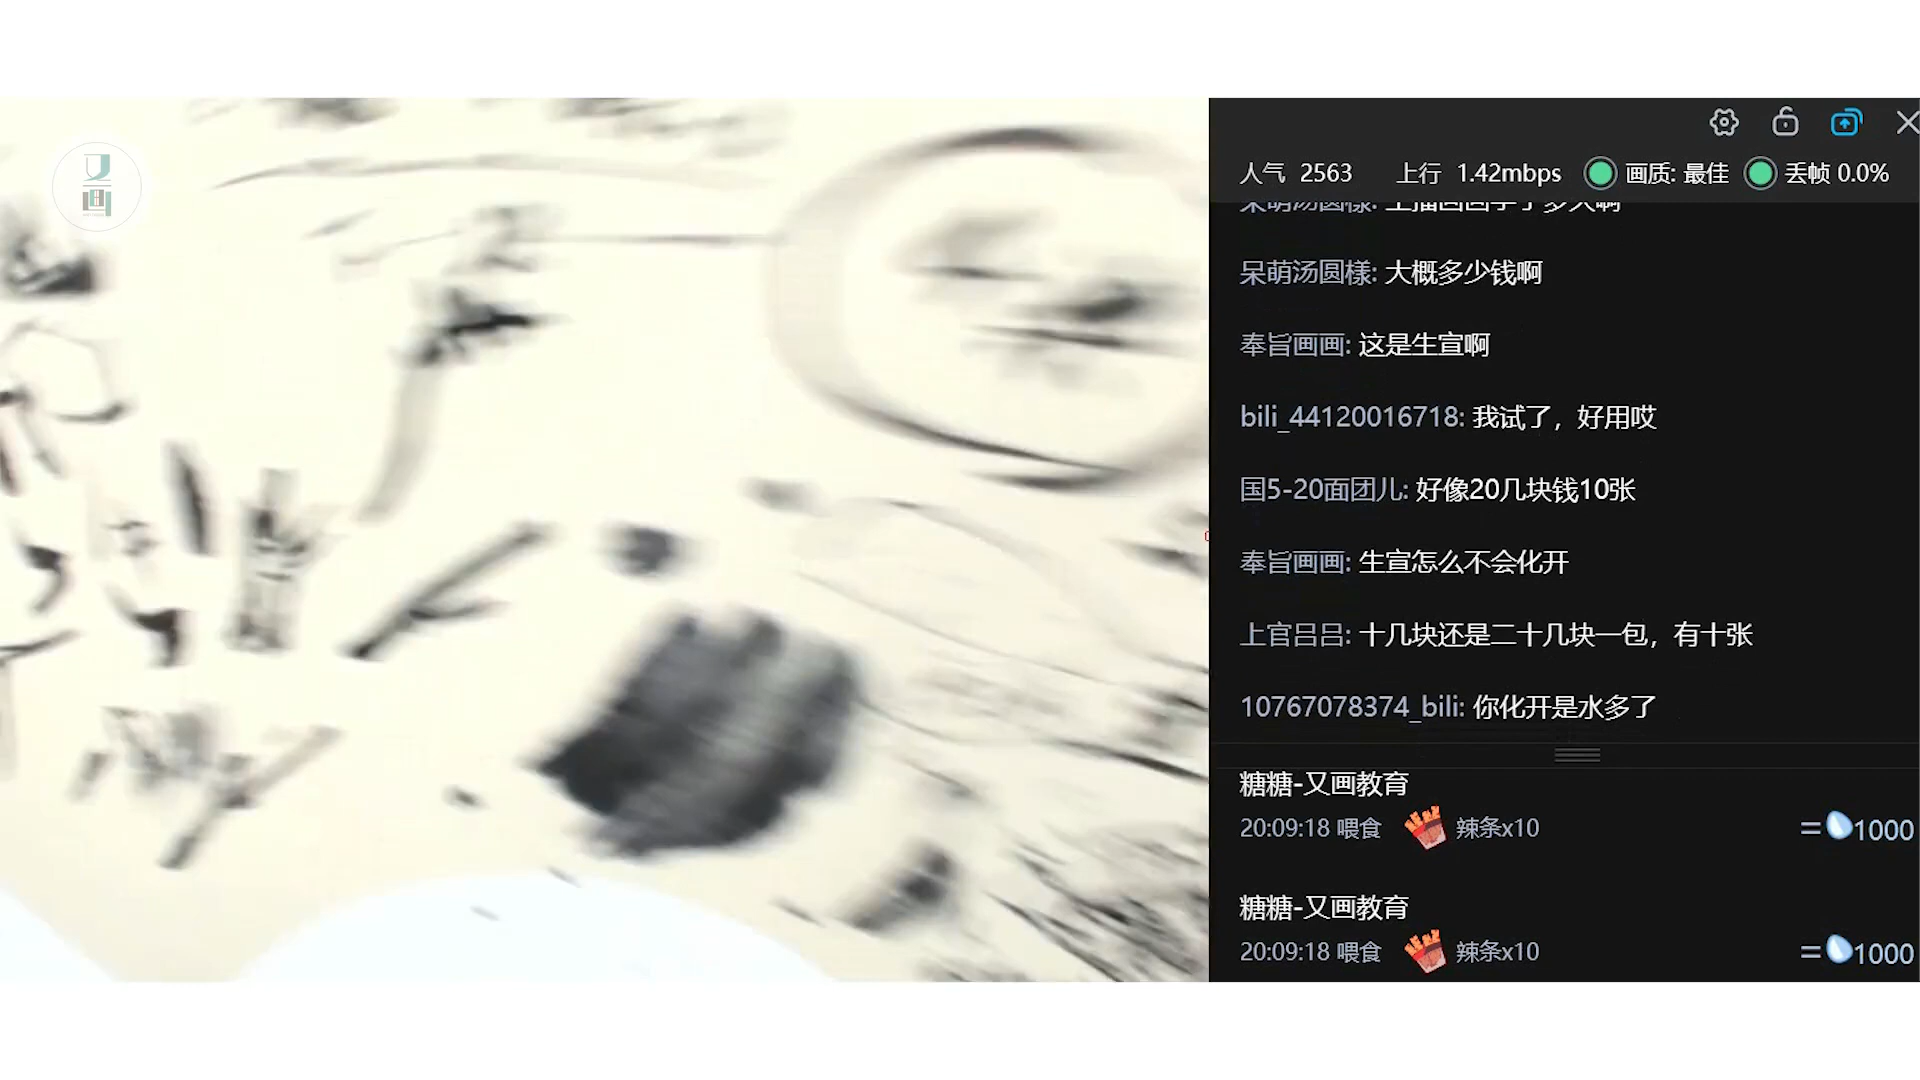 人气 2563 上行 1.42mbps 画质: 最佳 丢帧 0.0%
呆萌汤圆樣: 大概多少钱啊
奉旨画画: 这是生宣啊
bili_44120016718: 我试了，好用哎
国5-20面团儿: 好像20几块钱10张
奉旨画画: 生宣怎么不会化开
上官吕吕: 十几块还是二十几块一包，有十张
10767078374_bili: 你化开是水多了
糖糖-又画教育
20:09:18 喂食 辣条x10 =1000
糖糖-又画教育
20:09:18 喂食 辣条x10 =1000